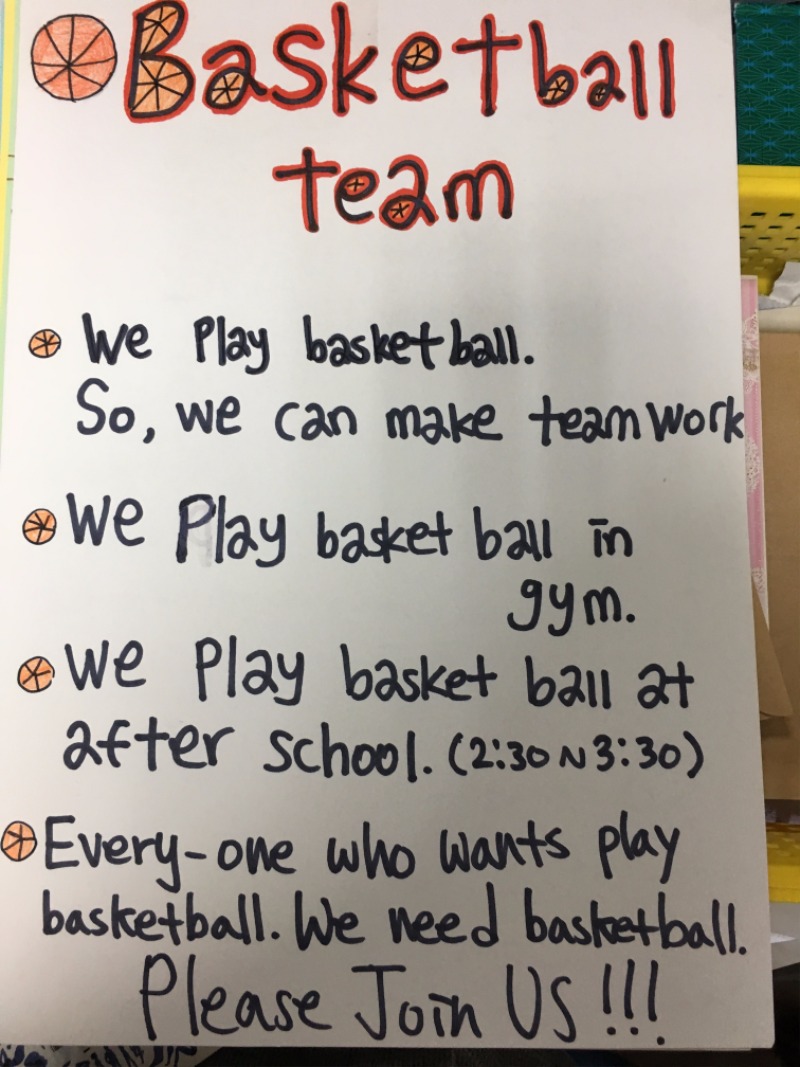 Basketball
team
We Play basketball.
So, we can make teamwork
We Play basket ball in
gym.
We Play basket ball at
after school. (2:30 ~ 3:30)
Every-one who wants play
basketball. We need basketball.
Please Join US !!!